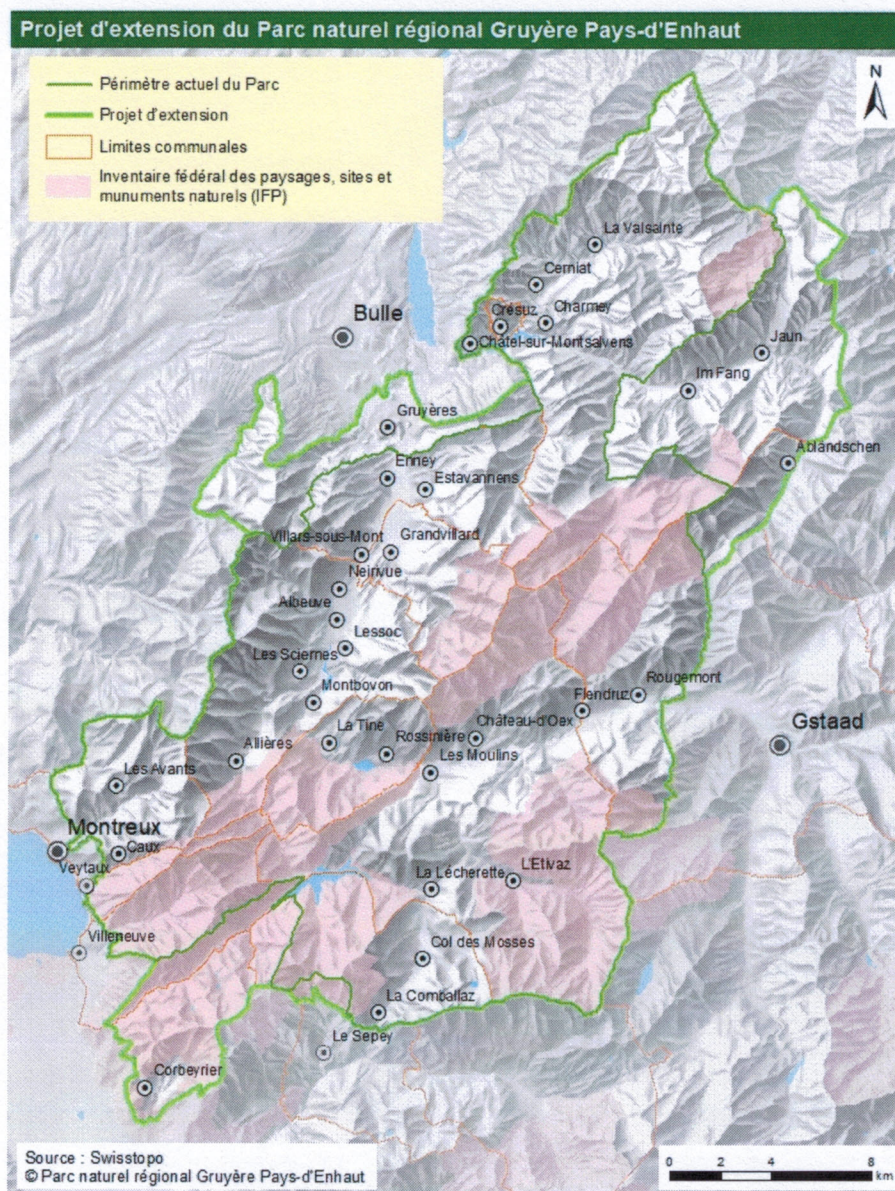 Projet d'extension du Parc naturel régional Gruyère Pays-d'Enhaut
Périmètre actuel du Parc
Projet d'extension
Limites communales
Inventaire fédéral des paysages, sites et
munuments naturels (IFP)
N
La Valsainte
Cerniat
Bulle
Crésuz
Charmey
Châtel-sur-Montsalvens
Jaun
Im Fang
Gruyères
Ablandschen
Enney
Estavannens
Villars-sous-Mont
Grandvillard
Neirivue
Albeuve
Lessoc
Les Sciernes
Rougemont
Montbovon
Flendruz
La Tine
Rossinière
Château-d'Oex
Gstaad
Allières
Les Moulins
Les Avants
Montreux
Caux
Veytaux
La Lécherette
L'Etivaz
Villeneuve
Col des Mosses
La Comballaz
Le Sepey
Corbeyrier
Source : Swisstopo
© Parc naturel régional Gruyère Pays-d'Enhaut
0 2 4 8
km